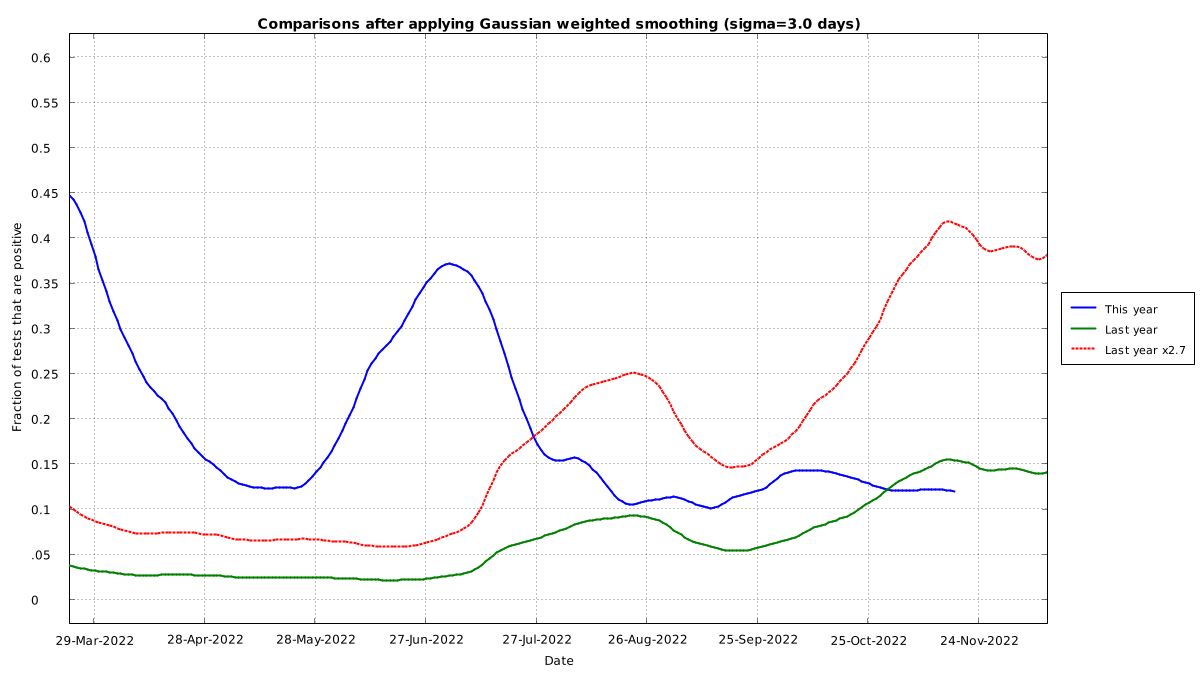 Comparisons after applying Gaussian weighted smoothing (sigma=3.0 days)
0.6
0.55
0.5
0.45
0.4
0.35
0.3
0.25
0.2
0.15
0.1
.05
0
Fraction of tests that are positive
29-Mar-2022 28-Apr-2022 28-May-2022 27-Jun-2022 27-Jul-2022 26-Aug-2022 25-Sep-2022 25-Oct-2022 24-Nov-2022
Date
This year
Last year
Last year x2.7